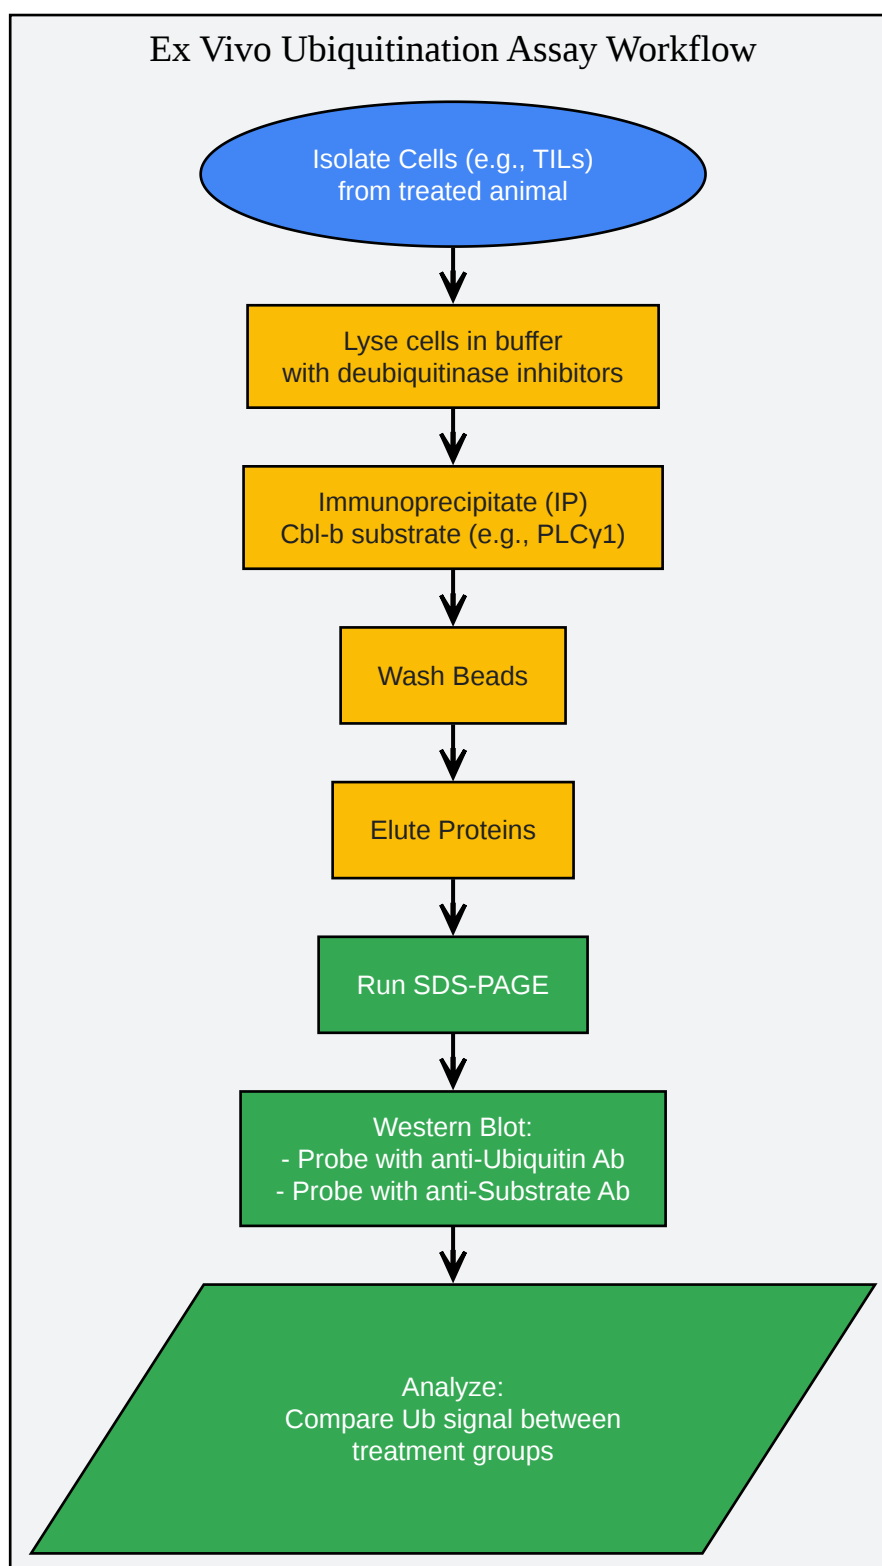 Ex Vivo Ubiquitination Assay Workflow
Isolate Cells (e.g., TILs)
from treated animal
Lyse cells in buffer
with deubiquitinase inhibitors
Immunoprecipitate (IP)
Cbl-b substrate (e.g., PLCγ1)
Wash Beads
Elute Proteins
Run SDS-PAGE
Western Blot:
- Probe with anti-Ubiquitin Ab
- Probe with anti-Substrate Ab
Analyze:
Compare Ub signal between
treatment groups